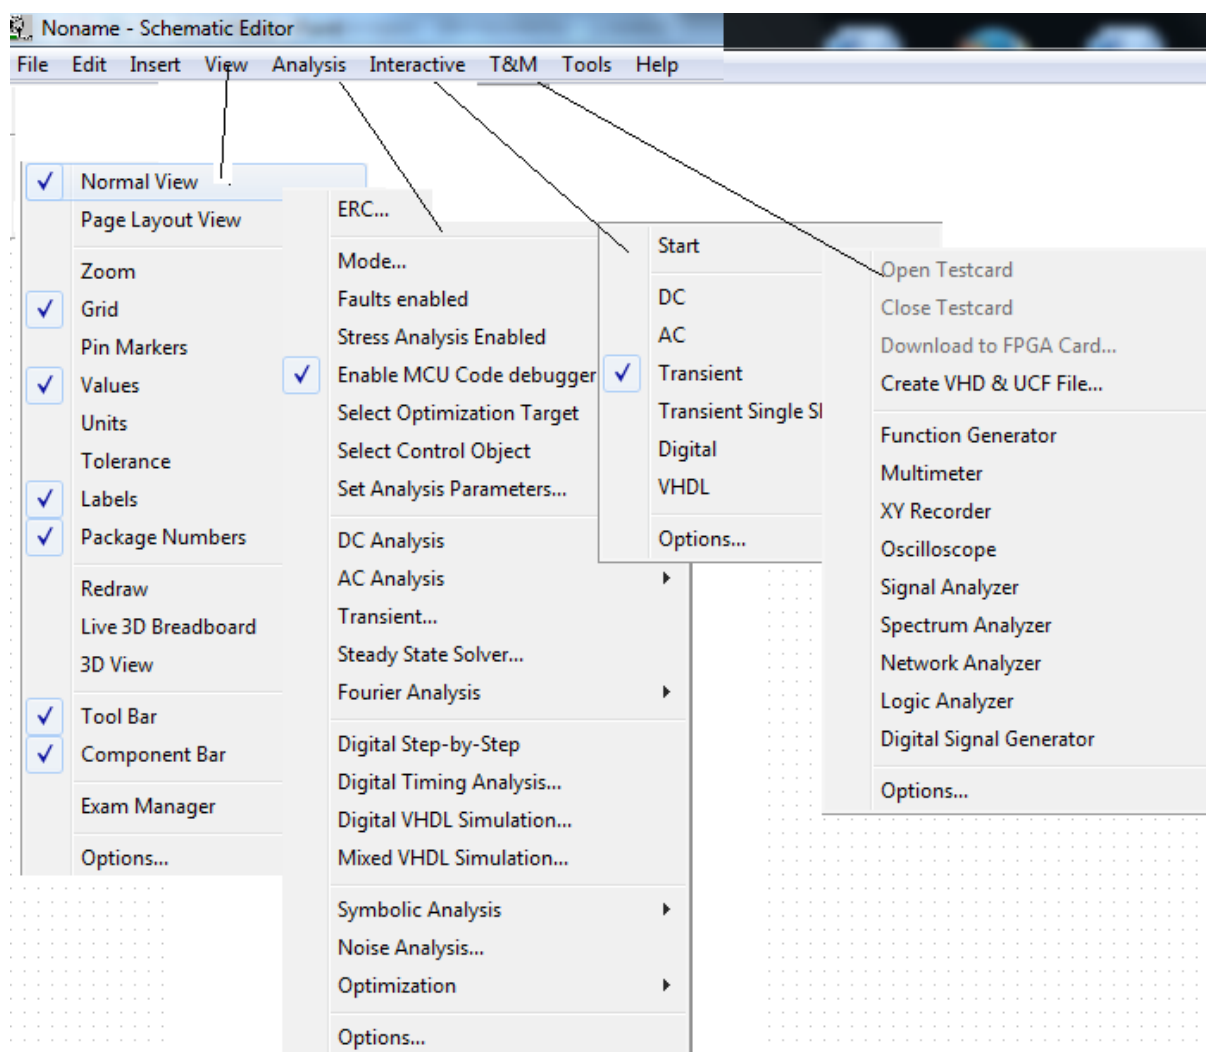 Noname - Schematic Editor
File Edit Insert View Analysis Interactive T&M Tools Help
Normal View
Page Layout View
Zoom
Grid
Pin Markers
Values
Units
Tolerance
Labels
Package Numbers
Redraw
Live 3D Breadboard
3D View
Tool Bar
Component Bar
Exam Manager
Options...
ERC...
Mode...
Faults enabled
Stress Analysis Enabled
Enable MCU Code debugger
Select Optimization Target
Select Control Object
Set Analysis Parameters...
DC Analysis
AC Analysis
Transient...
Steady State Solver...
Fourier Analysis
Digital Step-by-Step
Digital Timing Analysis...
Digital VHDL Simulation...
Mixed VHDL Simulation...
Symbolic Analysis
Noise Analysis...
Optimization
Options...
Start
DC
AC
Transient
Transient Single
Digital
VHDL
Options...
Open Testcard
Close Testcard
Download to FPGA Card...
Create VHD & UCF File...
Function Generator
Multimeter
XY Recorder
Oscilloscope
Signal Analyzer
Spectrum Analyzer
Network Analyzer
Logic Analyzer
Digital Signal Generator
Options...